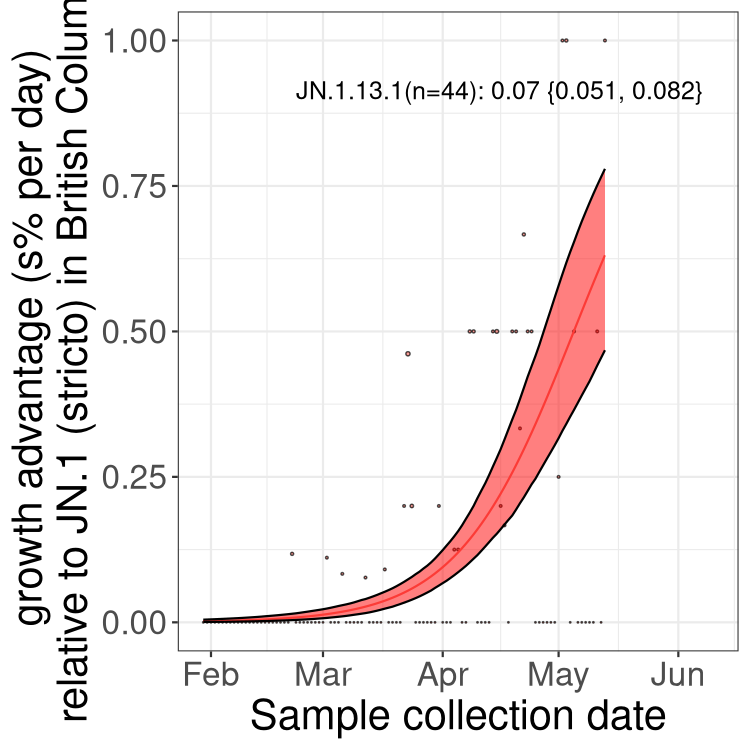 growth advantage (s% per day)
relative to JN.1 (stricto) in British Colum
1.00
0.75
0.50
0.25
0.00
JN.1.13.1(n=44): 0.07 {0.051, 0.082}
Feb Mar Apr May Jun
Sample collection date